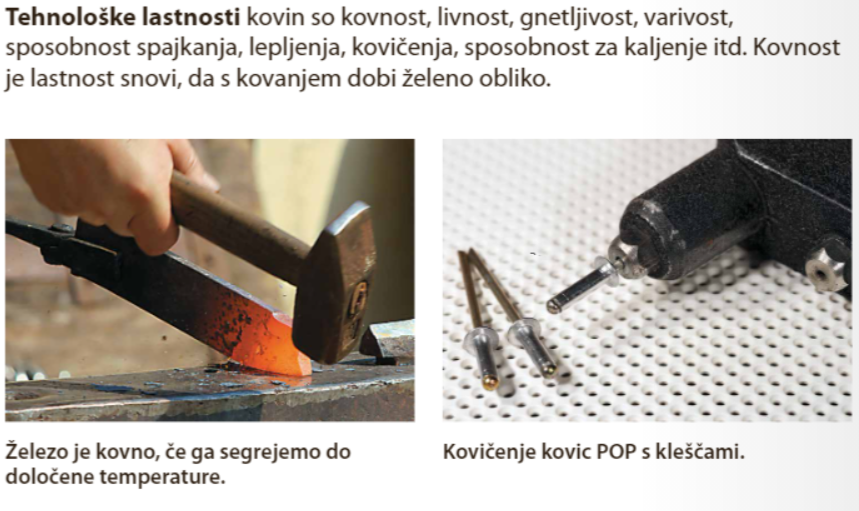 Tehnološke lastnosti kovin so kovnost, livnost, gnetljivost, varivost,
sposobnost spajkanja, lepljenja, kovičenja, sposobnost za kaljenje itd. Kovnost
je lastnost snovi, da s kovanjem dobi želeno obliko.
Železo je kovno, če ga segrejemo do
določene temperature.
Kovičenje kovic POP s kleščami.